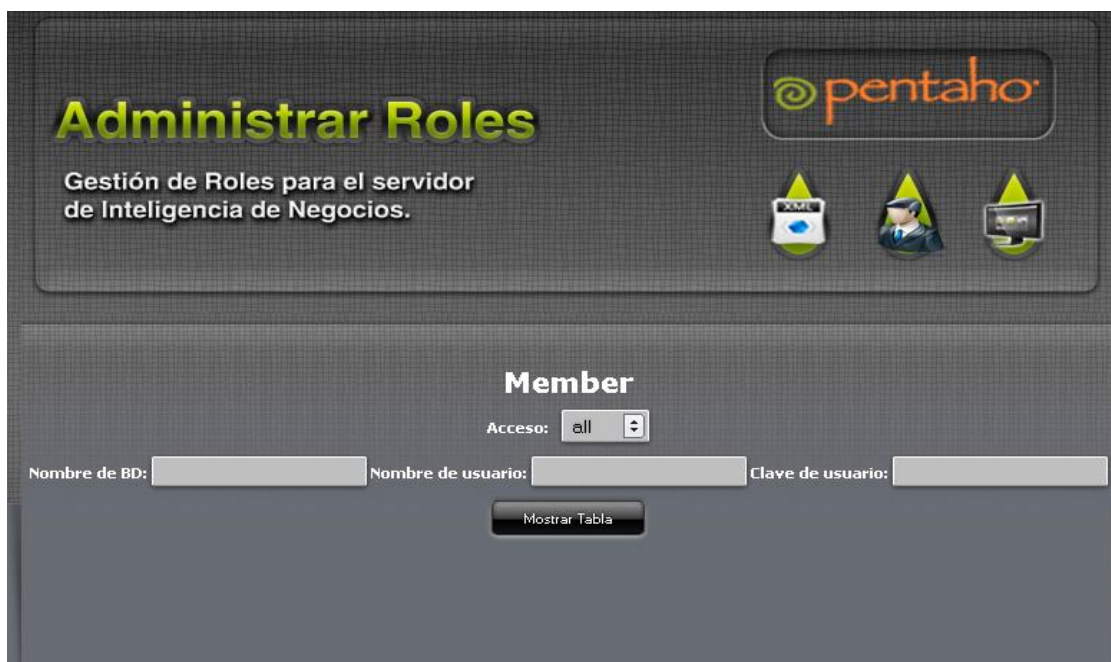 pentaho
Administrar Roles
Gestión de Roles para el servidor
de Inteligencia de Negocios.
XML
Member
Acceso: all
Nombre de BD: Nombre de usuario: Clave de usuario:
Mostrar Tabla